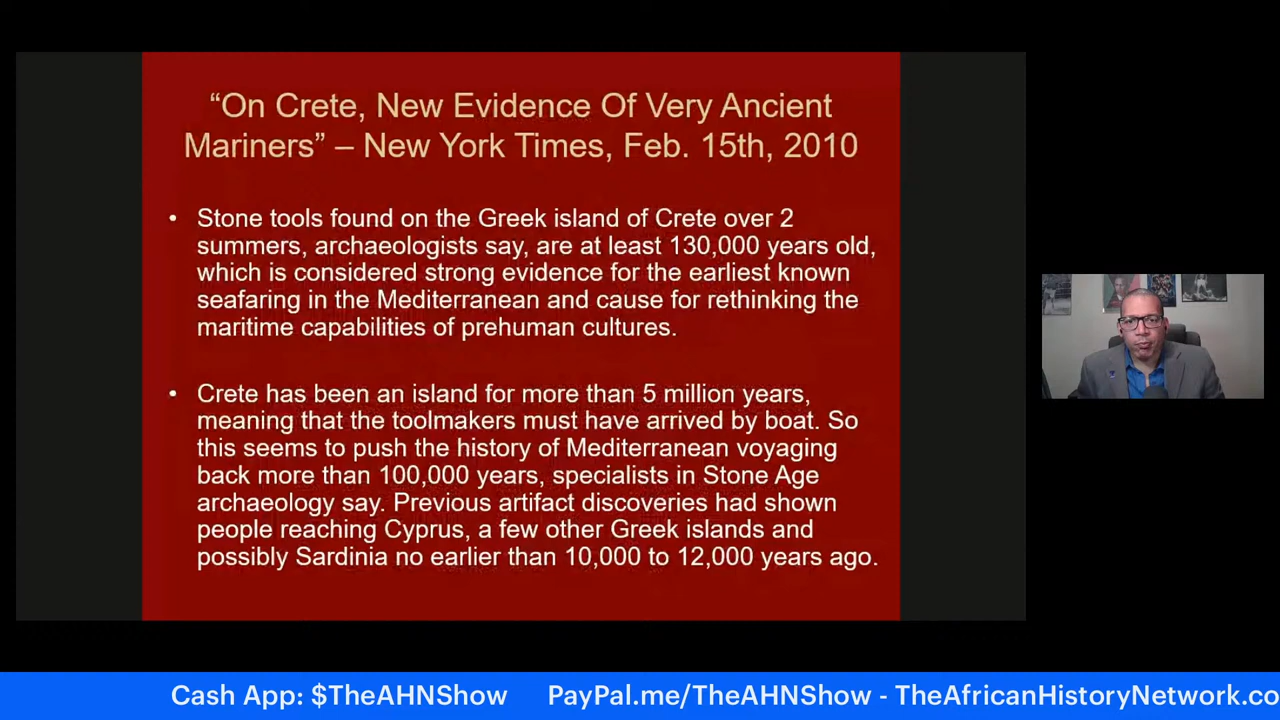 “On Crete, New Evidence Of Very Ancient
Mariners” – New York Times, Feb. 15th, 2010
• Stone tools found on the Greek island of Crete over 2
summers, archaeologists say, are at least 130,000 years old,
which is considered strong evidence for the earliest known
seafaring in the Mediterranean and cause for rethinking the
maritime capabilities of prehuman cultures.
• Crete has been an island for more than 5 million years,
meaning that the toolmakers must have arrived by boat. So
this seems to push the history of Mediterranean voyaging
back more than 100,000 years, specialists in Stone Age
archaeology say. Previous artifact discoveries had shown
people reaching Cyprus, a few other Greek islands and
possibly Sardinia no earlier than 10,000 to 12,000 years ago.
Cash App: $TheAHNShow PayPal.me/TheAHNShow - TheAfricanHistoryNetwork.co